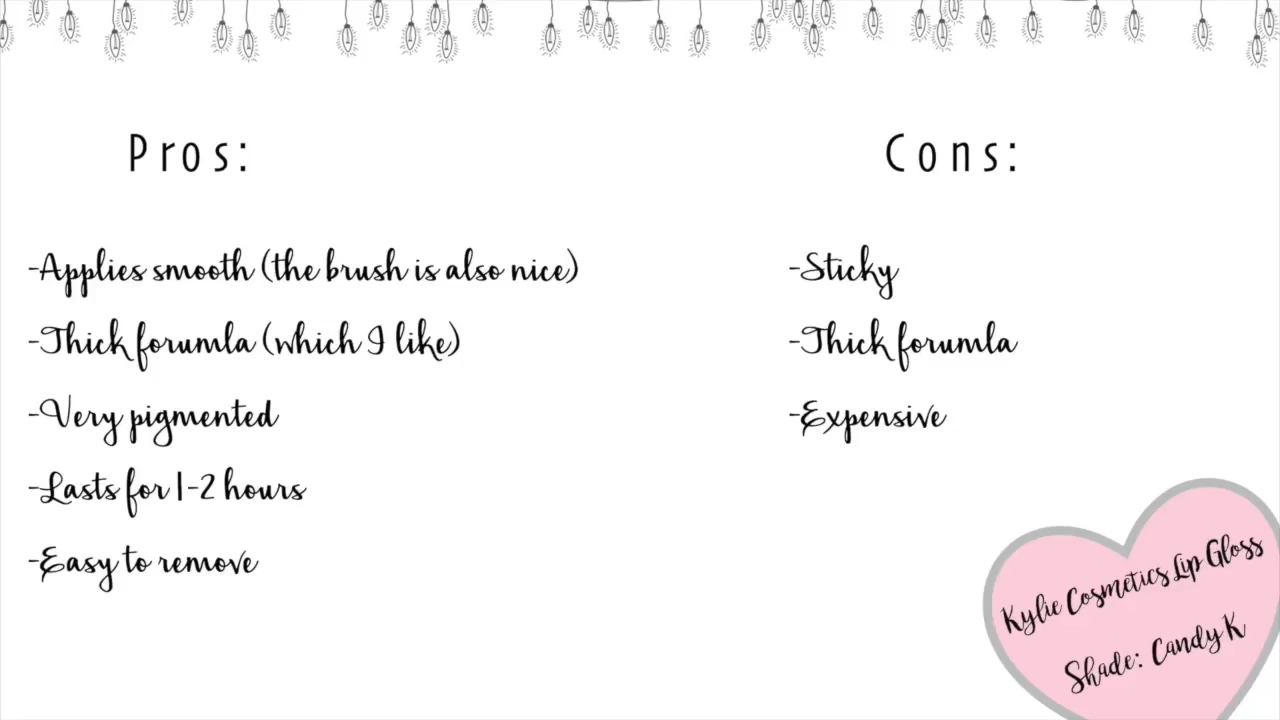 Pros:
-Applies smooth (the brush is also nice)
-Thick forumla (which I like)
-Very pigmented
-Lasts for 1-2 hours
-Easy to remove
Cons:
-Sticky
-Thick forumla
-Expensive
Kylie Cosmetics Lip Gloss
Shade: Candy K